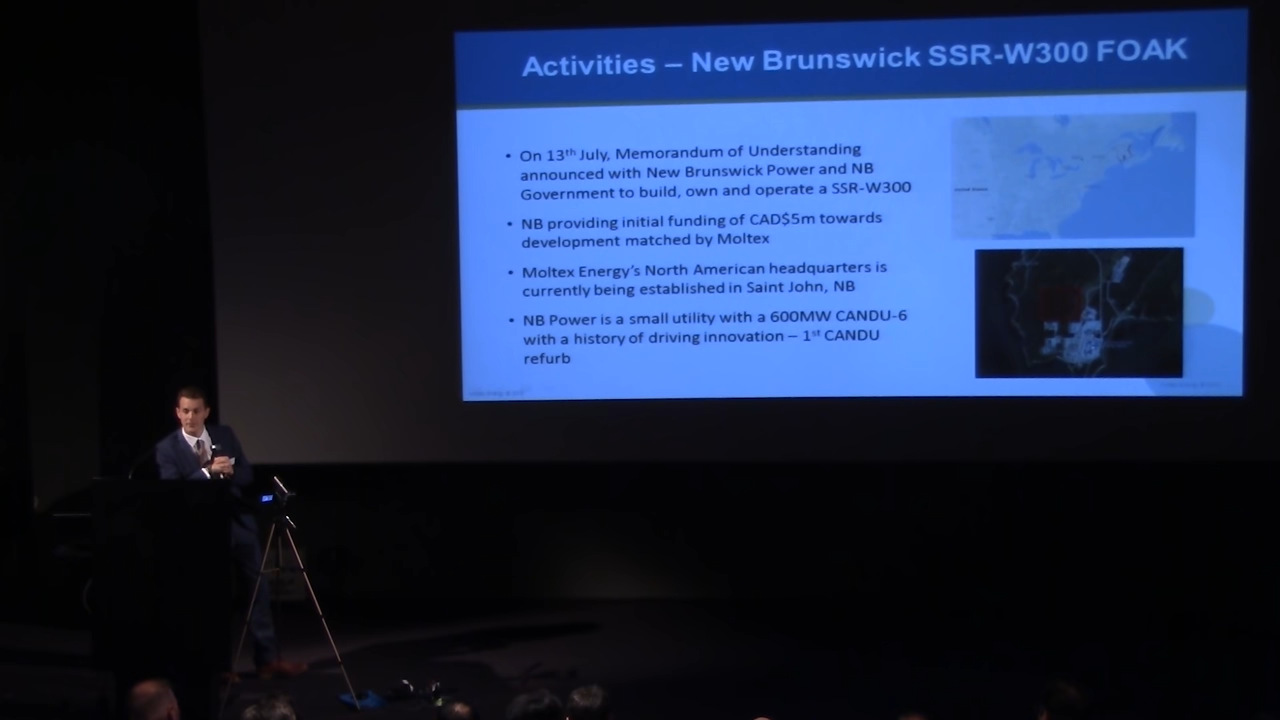 Activities – New Brunswick SSR-W300 FOAK
• On 13th July, Memorandum of Understanding
announced with New Brunswick Power and NB
Government to build, own and operate a SSR-W300
• NB providing initial funding of CAD$5m towards
development matched by Moltex
• Moltex Energy's North American headquarters is
currently being established in Saint John, NB
• NB Power is a small utility with a 600MW CANDU-6
with a history of driving innovation – 1st CANDU
refurb